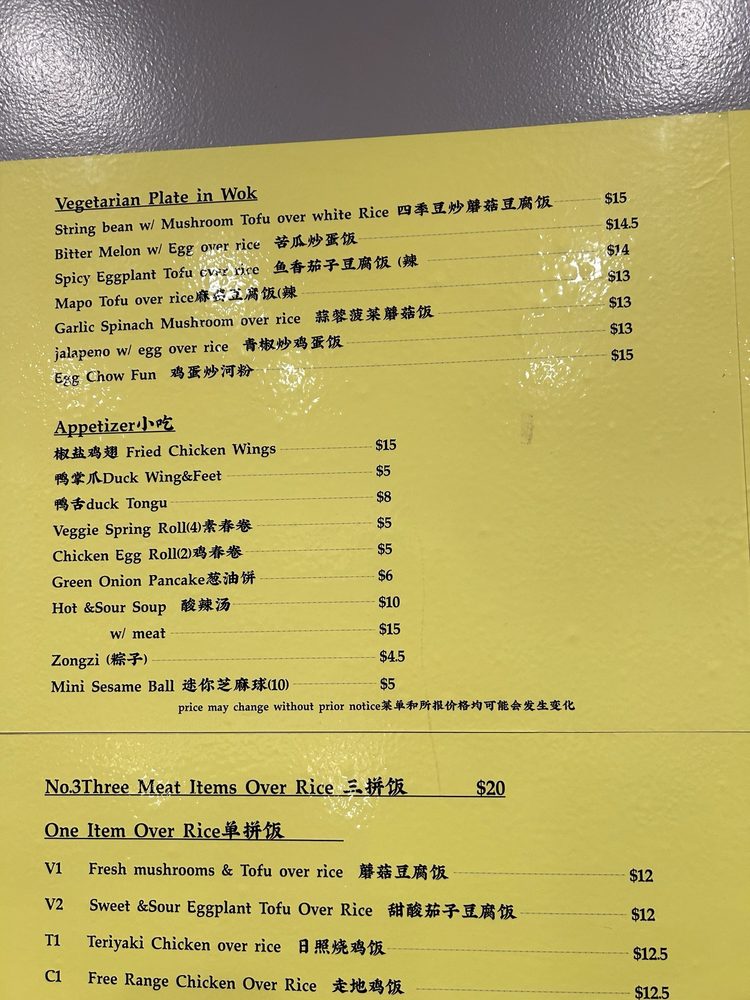 Vegetarian Plate in Wok
String bean w/ Mushroom Tofu over white Rice 四季豆炒蘑菇豆腐饭 $15
Bitter Melon w/ Egg over rice 苦瓜炒蛋饭 $14.5
Spicy Eggplant Tofu over rice 鱼香茄子豆腐饭 (辣 $14
Mapo Tofu over rice麻婆豆腐饭(辣 $13
Garlic Spinach Mushroom over rice 蒜蓉菠菜蘑菇饭 $13
jalapeno w/ egg over rice 青椒炒鸡蛋饭 $13
Egg Chow Fun 鸡蛋炒河粉 $15
Appetizer小吃
椒盐鸡翅 Fried Chicken Wings $15
鸭掌爪Duck Wing&Feet $5
鸭舌duck Tongu $8
Veggie Spring Roll(4)素春卷 $5
Chicken Egg Roll(2)鸡春卷 $5
Green Onion Pancake葱油饼 $6
Hot &Sour Soup 酸辣汤 $10
w/ meat $15
Zongzi (粽子) $4.5
Mini Sesame Ball 迷你芝麻球(10) $5
price may change without prior notice菜单和所报价格均可能会发生变化
No.3Three Meat Items Over Rice 三拼饭 $20
One Item Over Rice单拼饭
V1 Fresh mushrooms & Tofu over rice 蘑菇豆腐饭 $12
V2 Sweet &Sour Eggplant Tofu Over Rice 甜酸茄子豆腐饭 $12
T1 Teriyaki Chicken over rice 日照烧鸡饭 $12.5
C1 Free Range Chicken Over Rice 走地鸡饭 $12.5